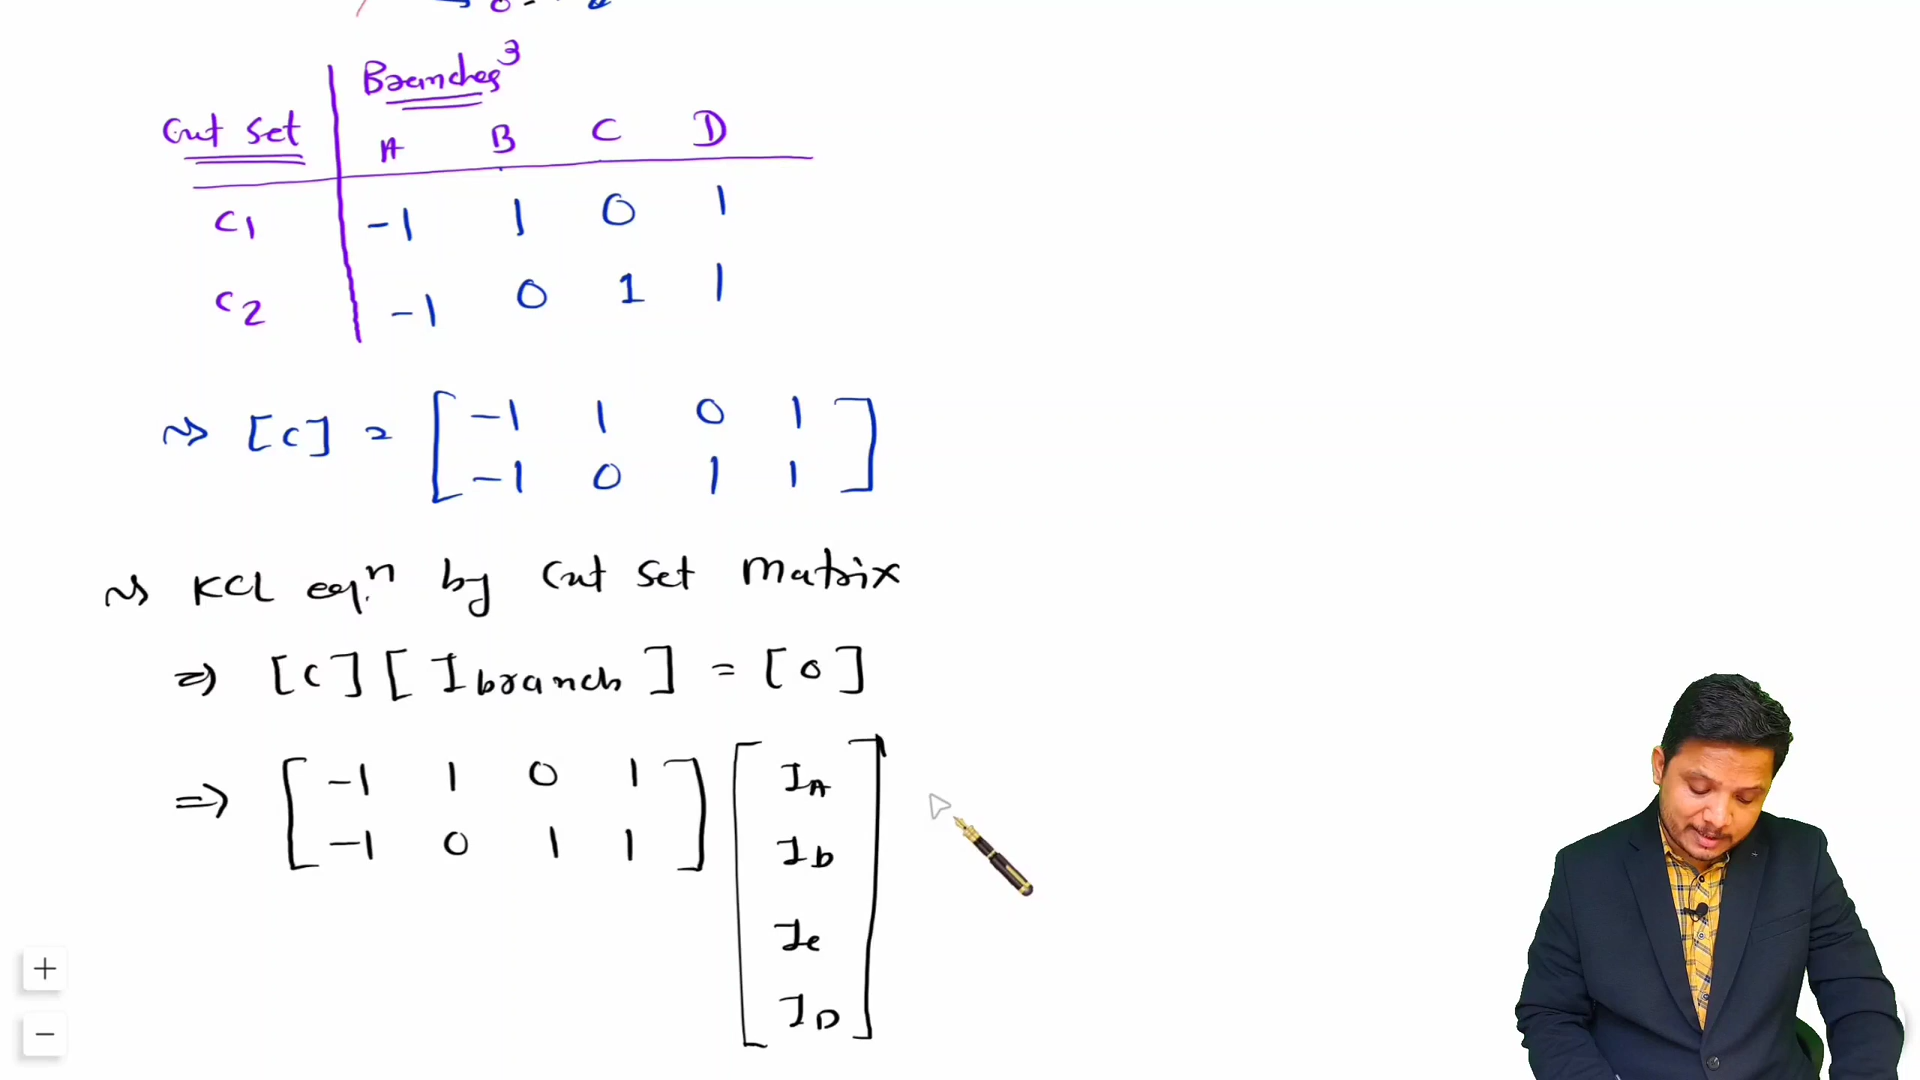 Branches 3
Cut Set A B C D
C1 -1 1 0 1
C2 -1 0 1 1
[C] = [ -1 1 0 1
-1 0 1 1 ]
KCL eq.n by Cut Set Matrix
⇒ [C] [ I branch ] = [0]
⇒ [ -1 1 0 1 ] [ IA
-1 0 1 1 Ib
Ic
ID ]
+
−